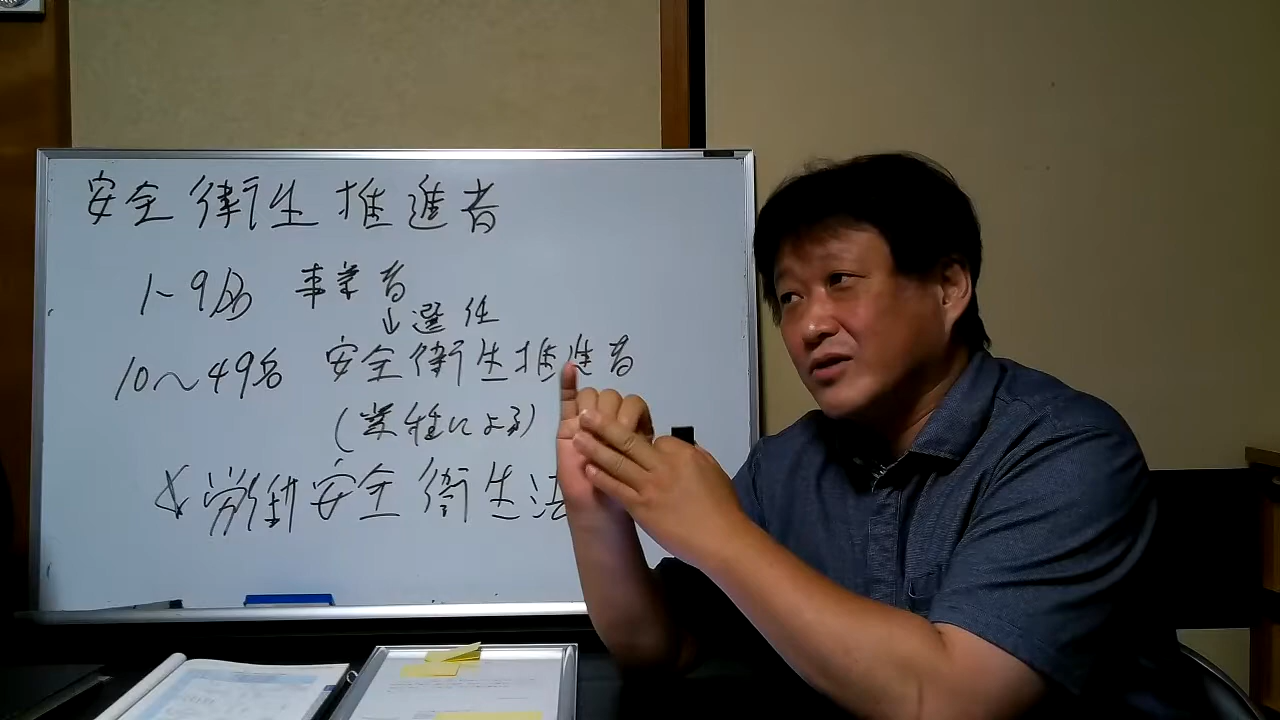 安全衛生推進者
1〜9名 事業者
↓選任
10〜49名 安全衛生推進者
(業種による)
労働安全衛生法